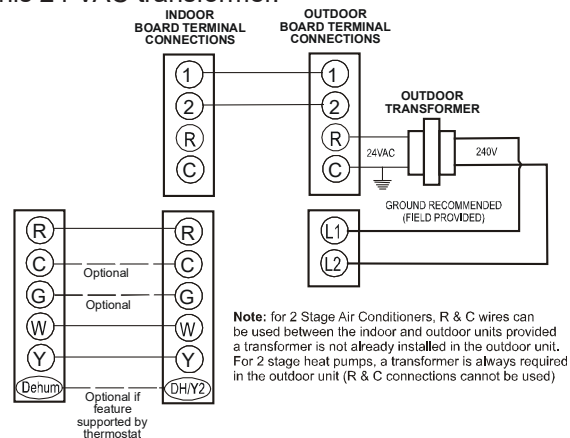 this 24 VAC transformer.
INDOOR
BOARD TERMINAL
CONNECTIONS
OUTDOOR
BOARD TERMINAL
CONNECTIONS
1
2
R
C
1
2
R
C
OUTDOOR
TRANSFORMER
24VAC
240V
GROUND RECOMMENDED
(FIELD PROVIDED)
L1
L2
R
C
G
W
Y
Dehum
Optional
Optional
Optional if
feature
supported by
thermostat
R
C
G
W
Y
DH/Y2
Note: for 2 Stage Air Conditioners, R & C wires can
be used between the indoor and outdoor units provided
a transformer is not already installed in the outdoor unit.
For 2 stage heat pumps, a transformer is always required
in the outdoor unit (R & C connections cannot be used)